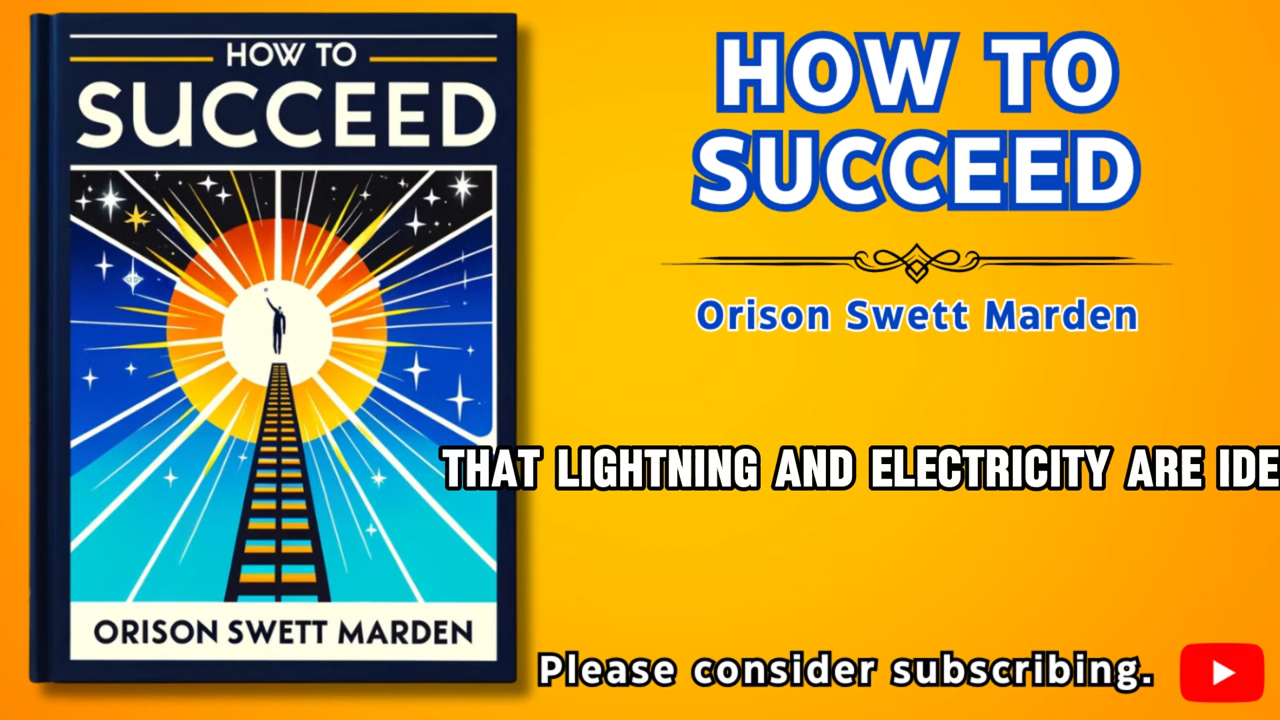 HOW TO
SUCCEED
ORISON SWETT MARDEN
HOW TO
SUCCEED
Orison Swett Marden
THAT LIGHTNING AND ELECTRICITY ARE IDE
Please consider subscribing.